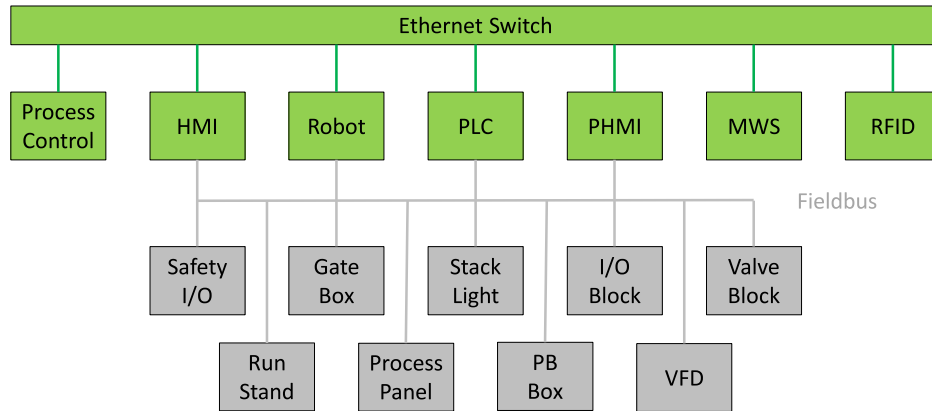 Ethernet Switch
Process
Control
HMI
Robot
PLC
PHMI
MWS
RFID
Fieldbus
Safety
I/O
Gate
Box
Stack
Light
I/O
Block
Valve
Block
Run
Stand
Process
Panel
PB
Box
VFD